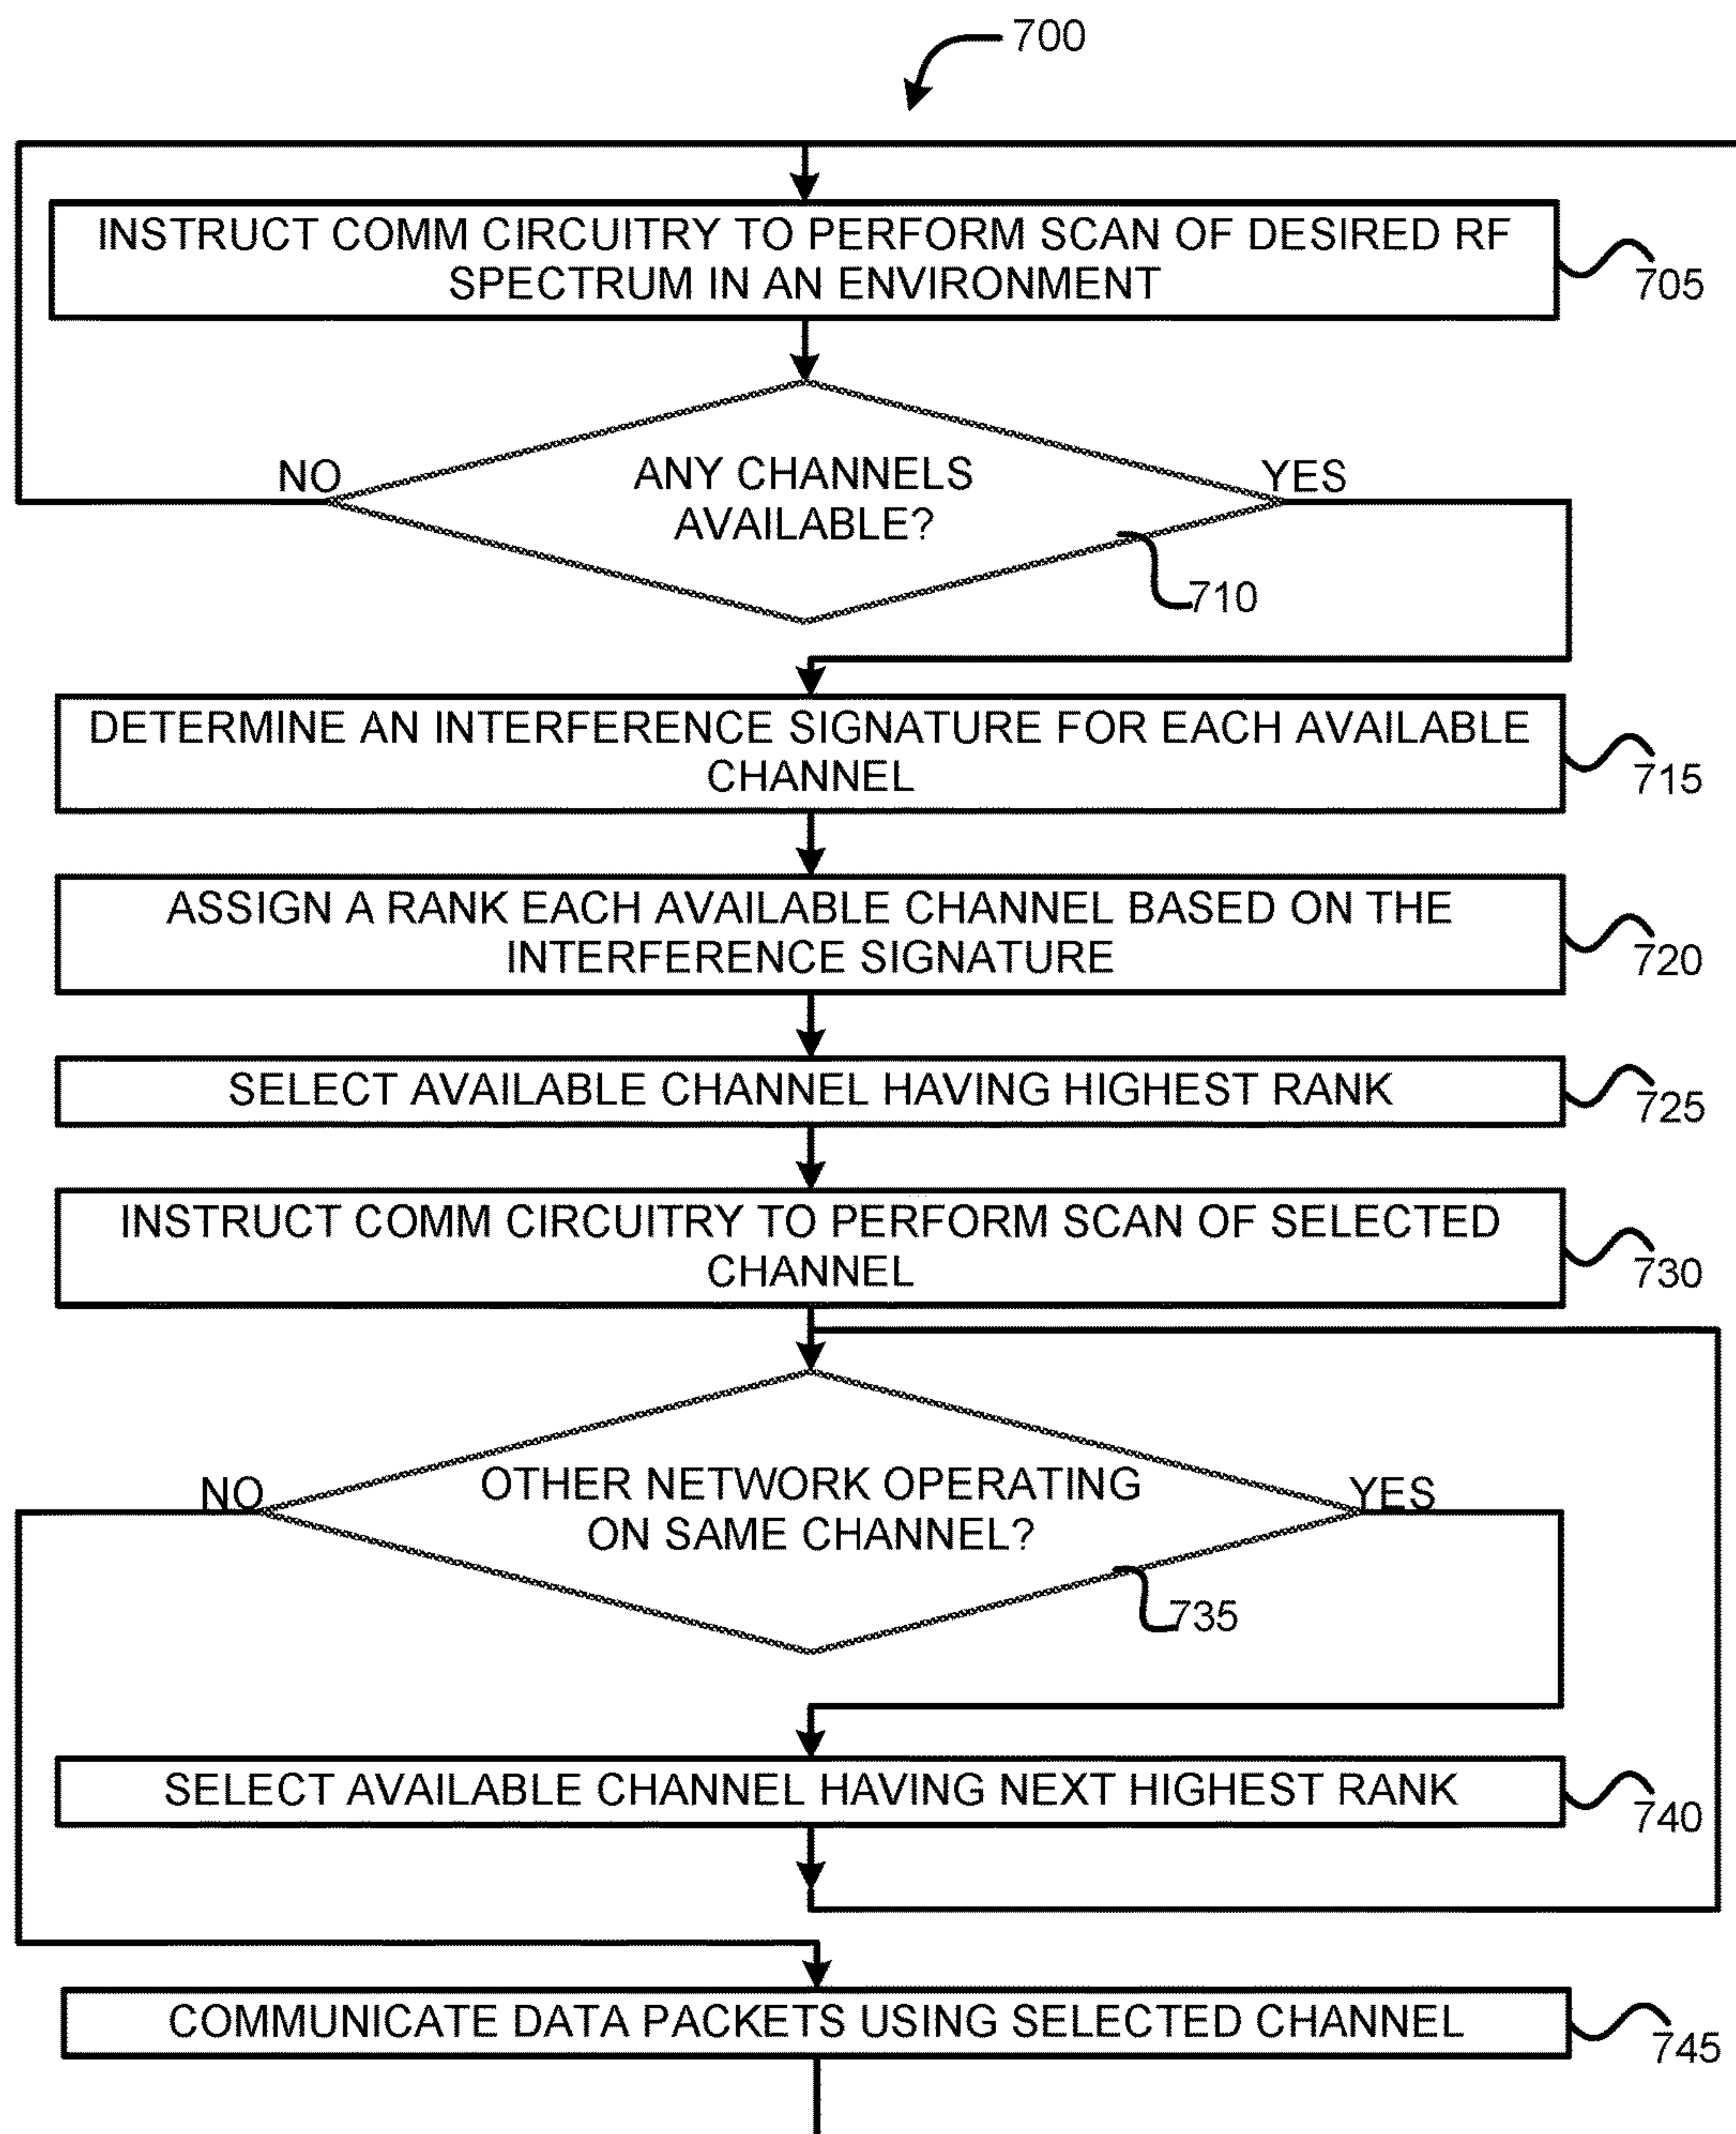 700
INSTRUCT COMM CIRCUITRY TO PERFORM SCAN OF DESIRED RF
SPECTRUM IN AN ENVIRONMENT
705
NO
ANY CHANNELS
AVAILABLE?
YES
710
DETERMINE AN INTERFERENCE SIGNATURE FOR EACH AVAILABLE
CHANNEL
715
ASSIGN A RANK EACH AVAILABLE CHANNEL BASED ON THE
INTERFERENCE SIGNATURE
720
SELECT AVAILABLE CHANNEL HAVING HIGHEST RANK
725
INSTRUCT COMM CIRCUITRY TO PERFORM SCAN OF SELECTED
CHANNEL
730
NO
OTHER NETWORK OPERATING
ON SAME CHANNEL?
YES
735
SELECT AVAILABLE CHANNEL HAVING NEXT HIGHEST RANK
740
COMMUNICATE DATA PACKETS USING SELECTED CHANNEL
745